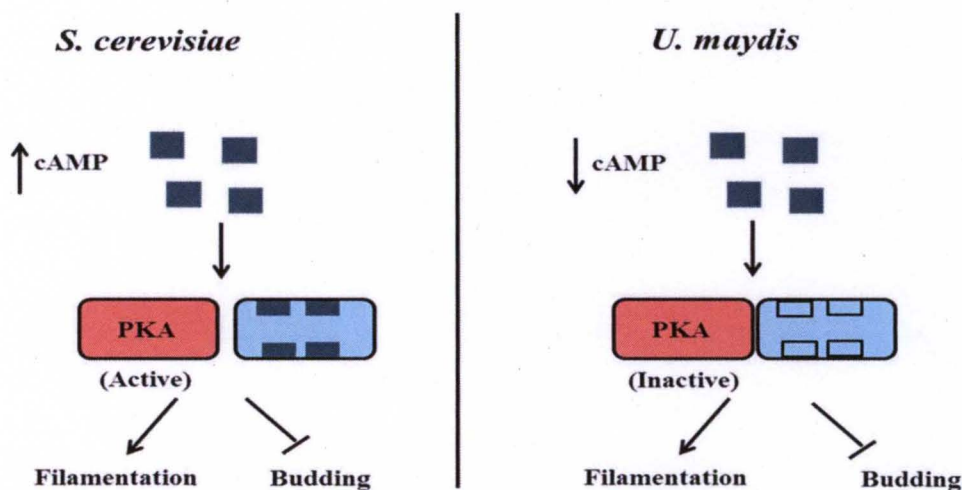 S. cerevisiae
cAMP
PKA
(Active)
Filamentation Budding
U. maydis
cAMP
PKA
(Inactive)
Filamentation Budding